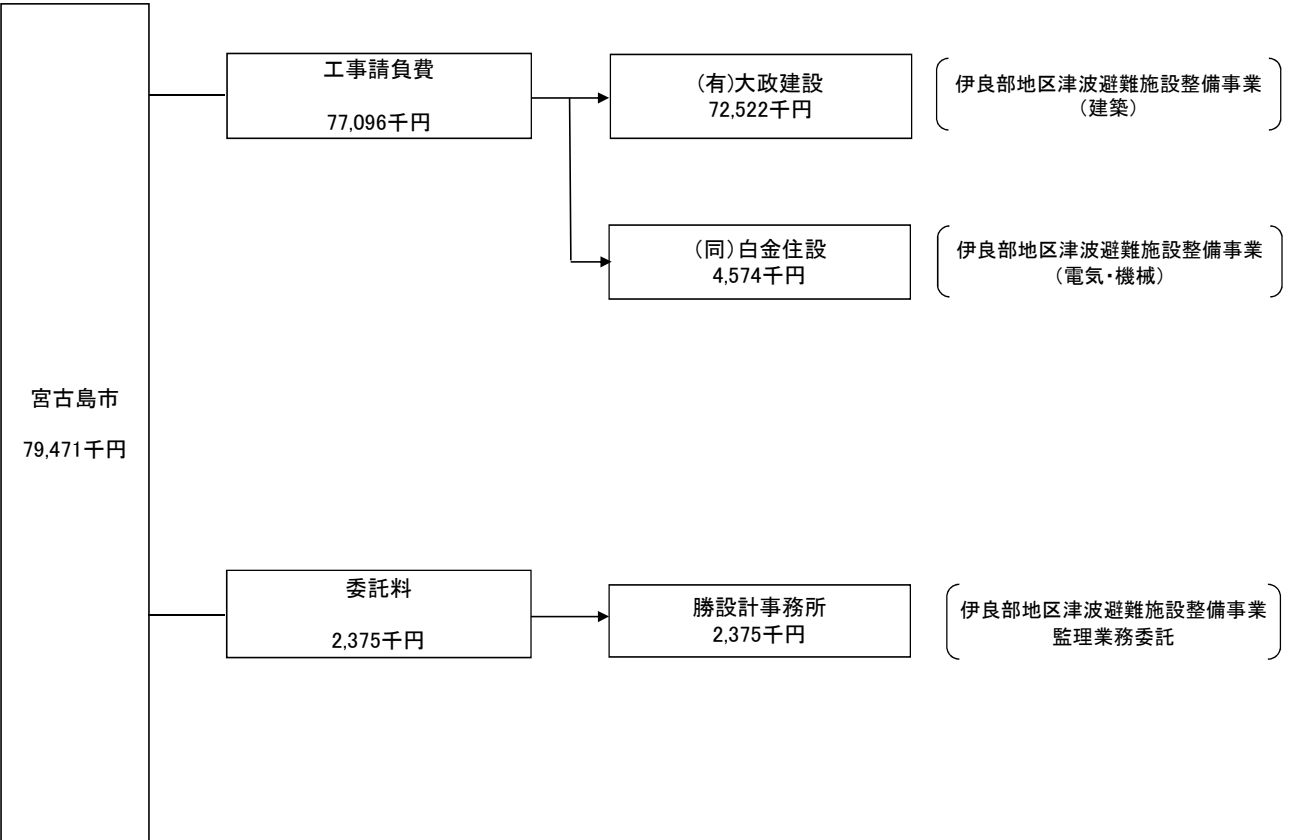 工事請負費
77,096千円
(有)大政建設
72,522千円
伊良部地区津波避難施設整備事業
(建築)
(同)白金住設
4,574千円
伊良部地区津波避難施設整備事業
(電気・機械)
宮古島市
79,471千円
委託料
2,375千円
勝設計事務所
2,375千円
伊良部地区津波避難施設整備事業
監理業務委託